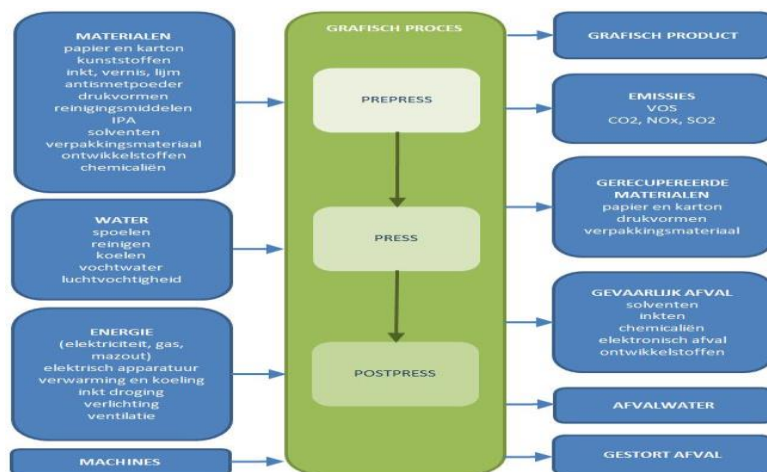 MATERIALEN
papier en karton
kunststoffen
inkt, vernis, lijm
antismetpoeder
drukvormen
reinigingsmiddelen
IPA
solventen
verpakkingsmateriaal
ontwikkelstoffen
chemicaliën
WATER
spoelen
reinigen
koelen
vochtwater
luchtvochtigheid
ENERGIE
(elektriciteit, gas,
mazout)
elektrisch apparatuur
verwarming en koeling
inkt droging
verlichting
ventilatie
MACHINES
GRAFISCH PROCES
PREPRESS
PRESS
POSTPRESS
GRAFISCH PRODUCT
EMISSIES
VOS
CO2, NOx, SO2
GERECUPEREERDE
MATERIALEN
papier en karton
drukvormen
verpakkingsmateriaal
GEVAARLIJK AFVAL
solventen
inkten
chemicaliën
elektronisch afval
ontwikkelstoffen
AFVALWATER
GESTORT AFVAL